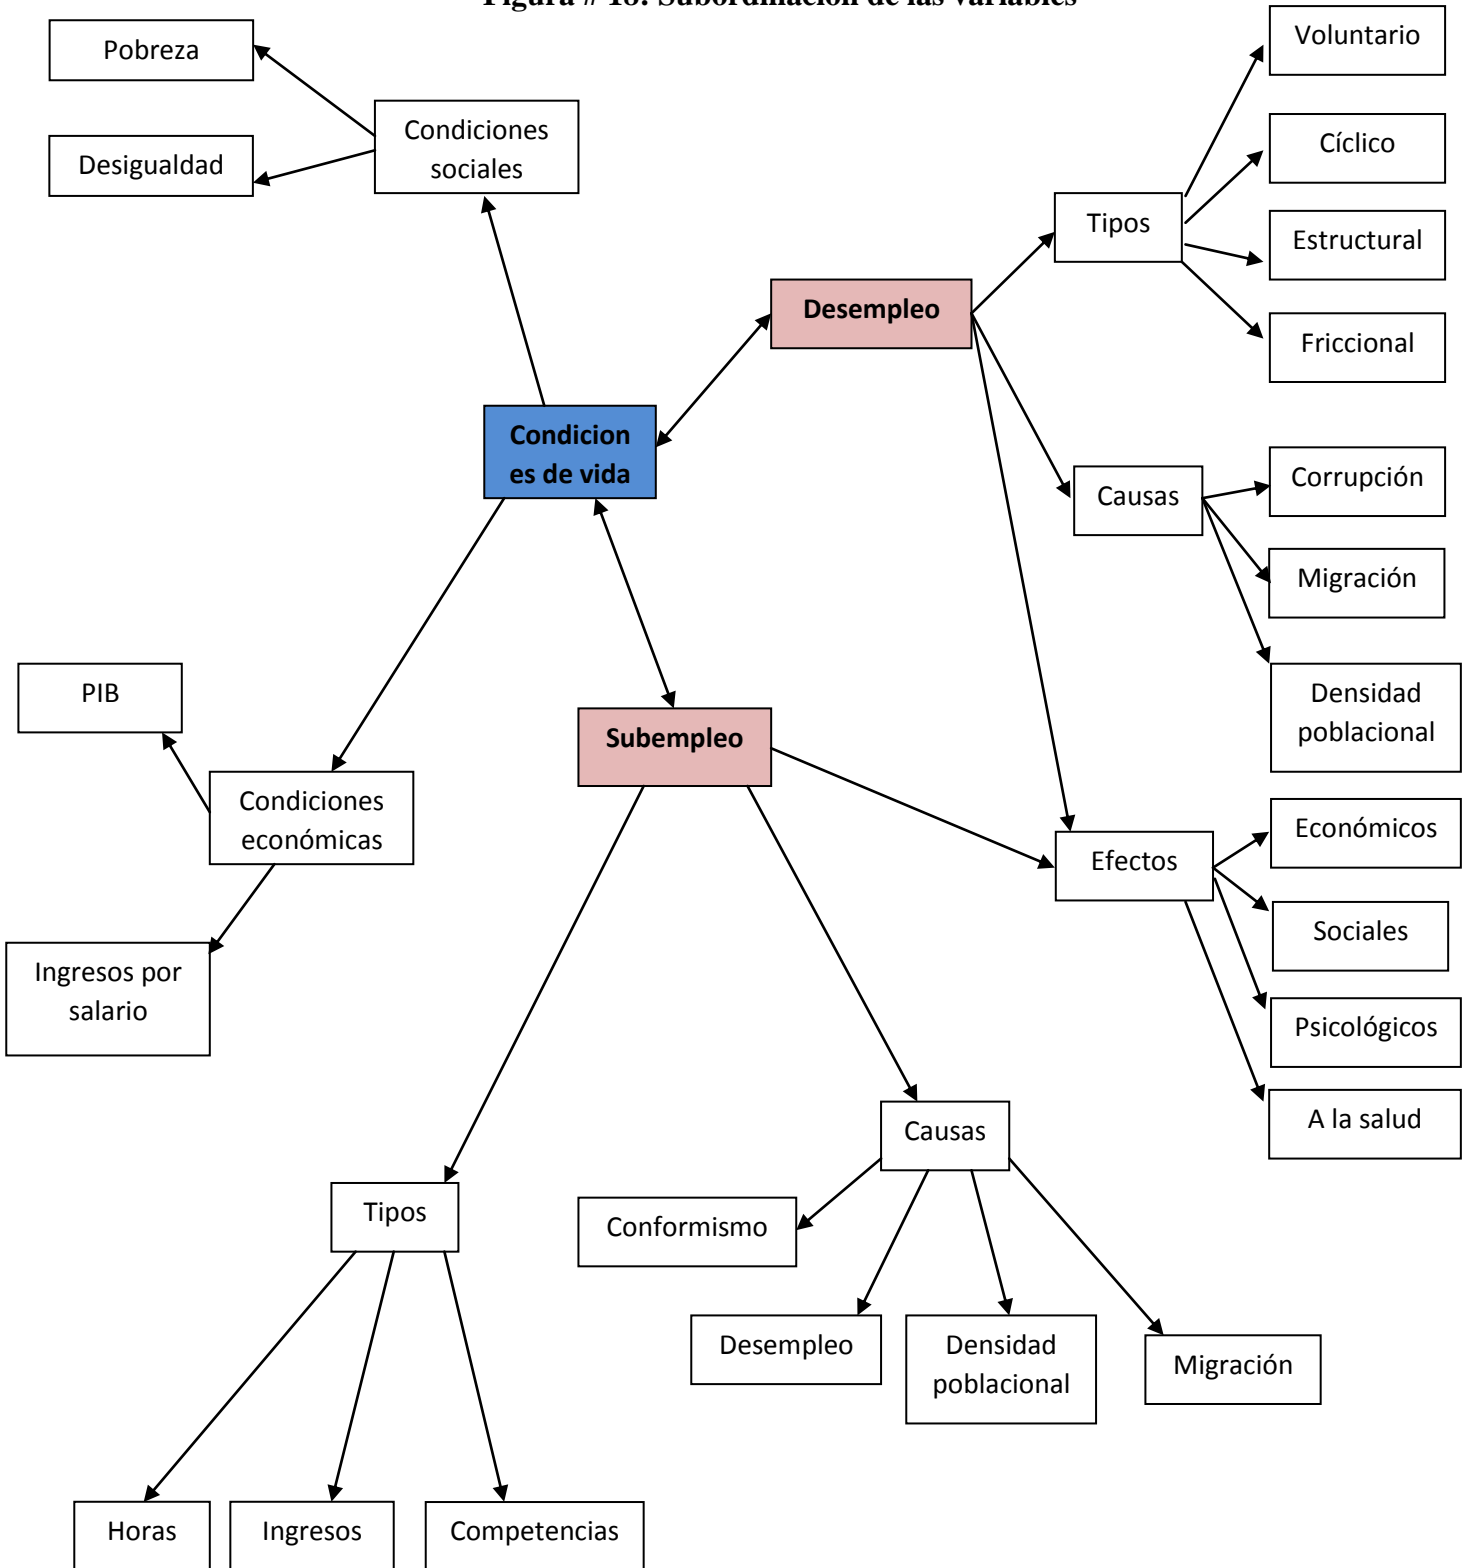 Figura # 18: Subordinación de las variables
Pobreza
Desigualdad
Condiciones
sociales
Voluntario
Cíclico
Estructural
Friccional
Tipos
Desempleo
Condicion
es de vida
Causas
Corrupción
Migración
Densidad
poblacional
PIB
Condiciones
económicas
Ingresos por
salario
Subempleo
Efectos
Económicos
Sociales
Psicológicos
A la salud
Causas
Conformismo
Desempleo
Densidad
poblacional
Migración
Tipos
Horas
Ingresos
Competencias